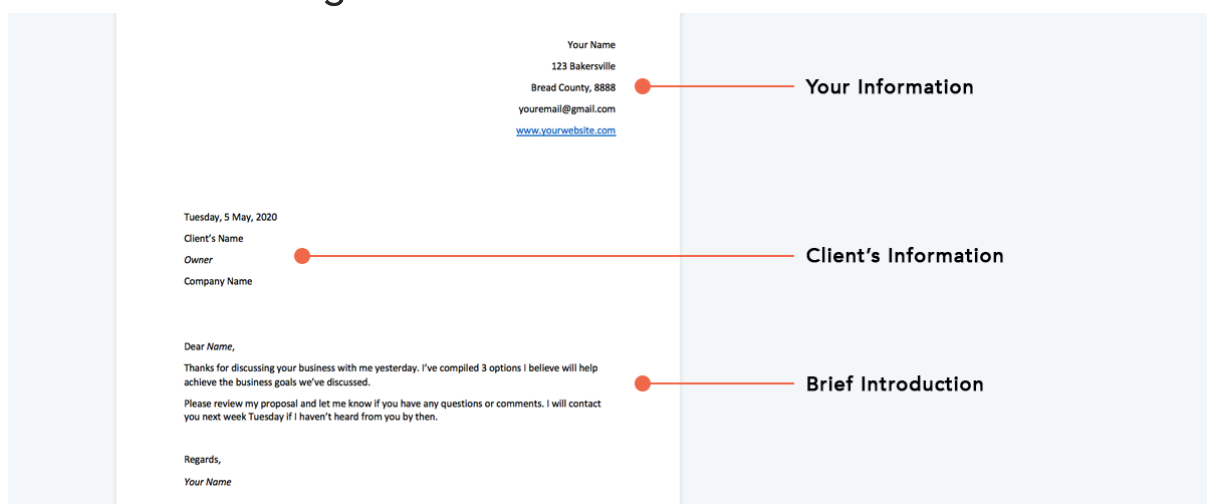 Your Name
123 Bakersville
Bread County, 8888
youremail@gmail.com
www.yourwebsite.com
Your Information
Tuesday, 5 May, 2020
Client's Name
Owner
Company Name
Client's Information
Dear Name,
Thanks for discussing your business with me yesterday. I've compiled 3 options I believe will help
achieve the business goals we've discussed.
Please review my proposal and let me know if you have any questions or comments. I will contact
you next week Tuesday if I haven't heard from you by then.
Brief Introduction
Regards,
Your Name